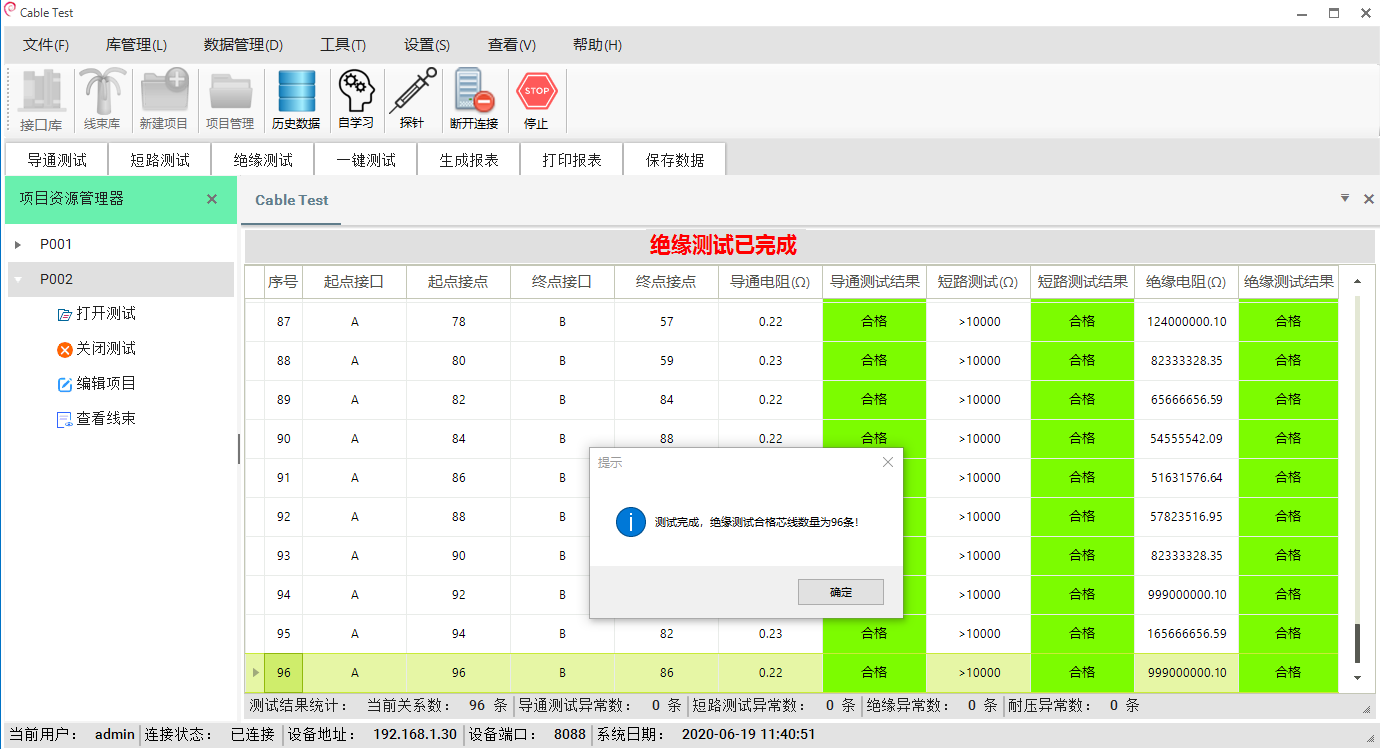 Cable Test
文件(F) 库管理(L) 数据管理(D) 工具(T) 设置(S) 查看(V) 帮助(H)
接口库 线束库 新建项目 项目管理 历史数据 自学习 探针 断开连接 STOP 停止
导通测试 短路测试 绝缘测试 一键测试 生成报表 打印报表 保存数据
项目资源管理器
P001
P002
打开测试
关闭测试
编辑项目
查看线束
Cable Test
绝缘测试已完成
序号 起点接口 起点接点 终点接口 终点接点 导通电阻(Ω) 导通测试结果 短路测试(Ω) 短路测试结果 绝缘电阻(Ω) 绝缘测试结果
87 A 78 B 57 0.22 合格 >10000 合格 124000000.10 合格
88 A 80 B 59 0.23 合格 >10000 合格 82333328.35 合格
89 A 82 B 84 0.22 合格 >10000 合格 65666656.59 合格
90 A 84 B 88 0.22 合格 >10000 合格 54555542.09 合格
91 A 86 B >10000 合格 51631576.64 合格
92 A 88 B >10000 合格 57823516.95 合格
93 A 90 B >10000 合格 82333328.35 合格
94 A 92 B >10000 合格 999000000.10 合格
95 A 94 B 82 0.23 合格 >10000 合格 165666656.59 合格
96 A 96 B 86 0.22 合格 >10000 合格 999000000.10 合格
提示
测试完成，绝缘测试合格芯线数量为96条！
确定
测试结果统计： 当前关系数： 96 条 导通测试异常数： 0 条 短路测试异常数： 0 条 绝缘异常数： 0 条 耐压异常数： 0 条
当前用户： admin 连接状态： 已连接 设备地址： 192.168.1.30 设备端口： 8088 系统日期： 2020-06-19 11:40:51